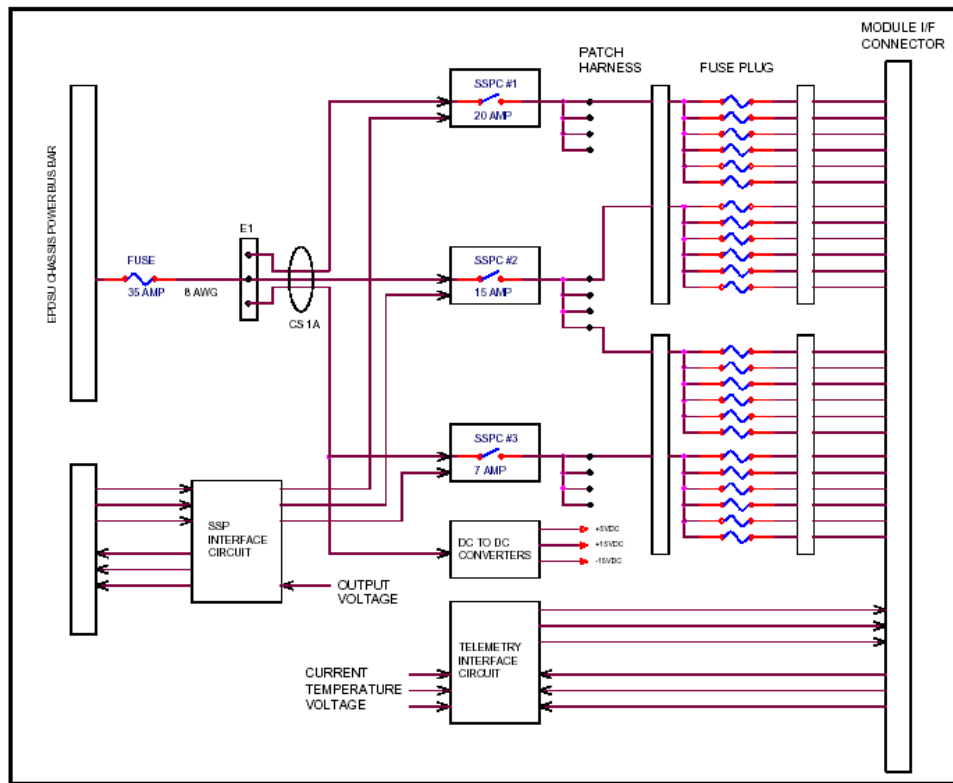 MODULE I/F
CONNECTOR
PATCH
HARNESS
FUSE PLUG
SSPC #1
20 AMP
EPDSU CHASSIS POWER BUS BAR
E1
FUSE
35 AMP
8 AWG
CS 1A
SSPC #2
15 AMP
SSPC #3
7 AMP
SSP
INTERFACE
CIRCUIT
DC TO DC
CONVERTERS
+5VDC
+15VDC
-15VDC
OUTPUT
VOLTAGE
TELEMETRY
INTERFACE
CIRCUIT
CURRENT
TEMPERATURE
VOLTAGE